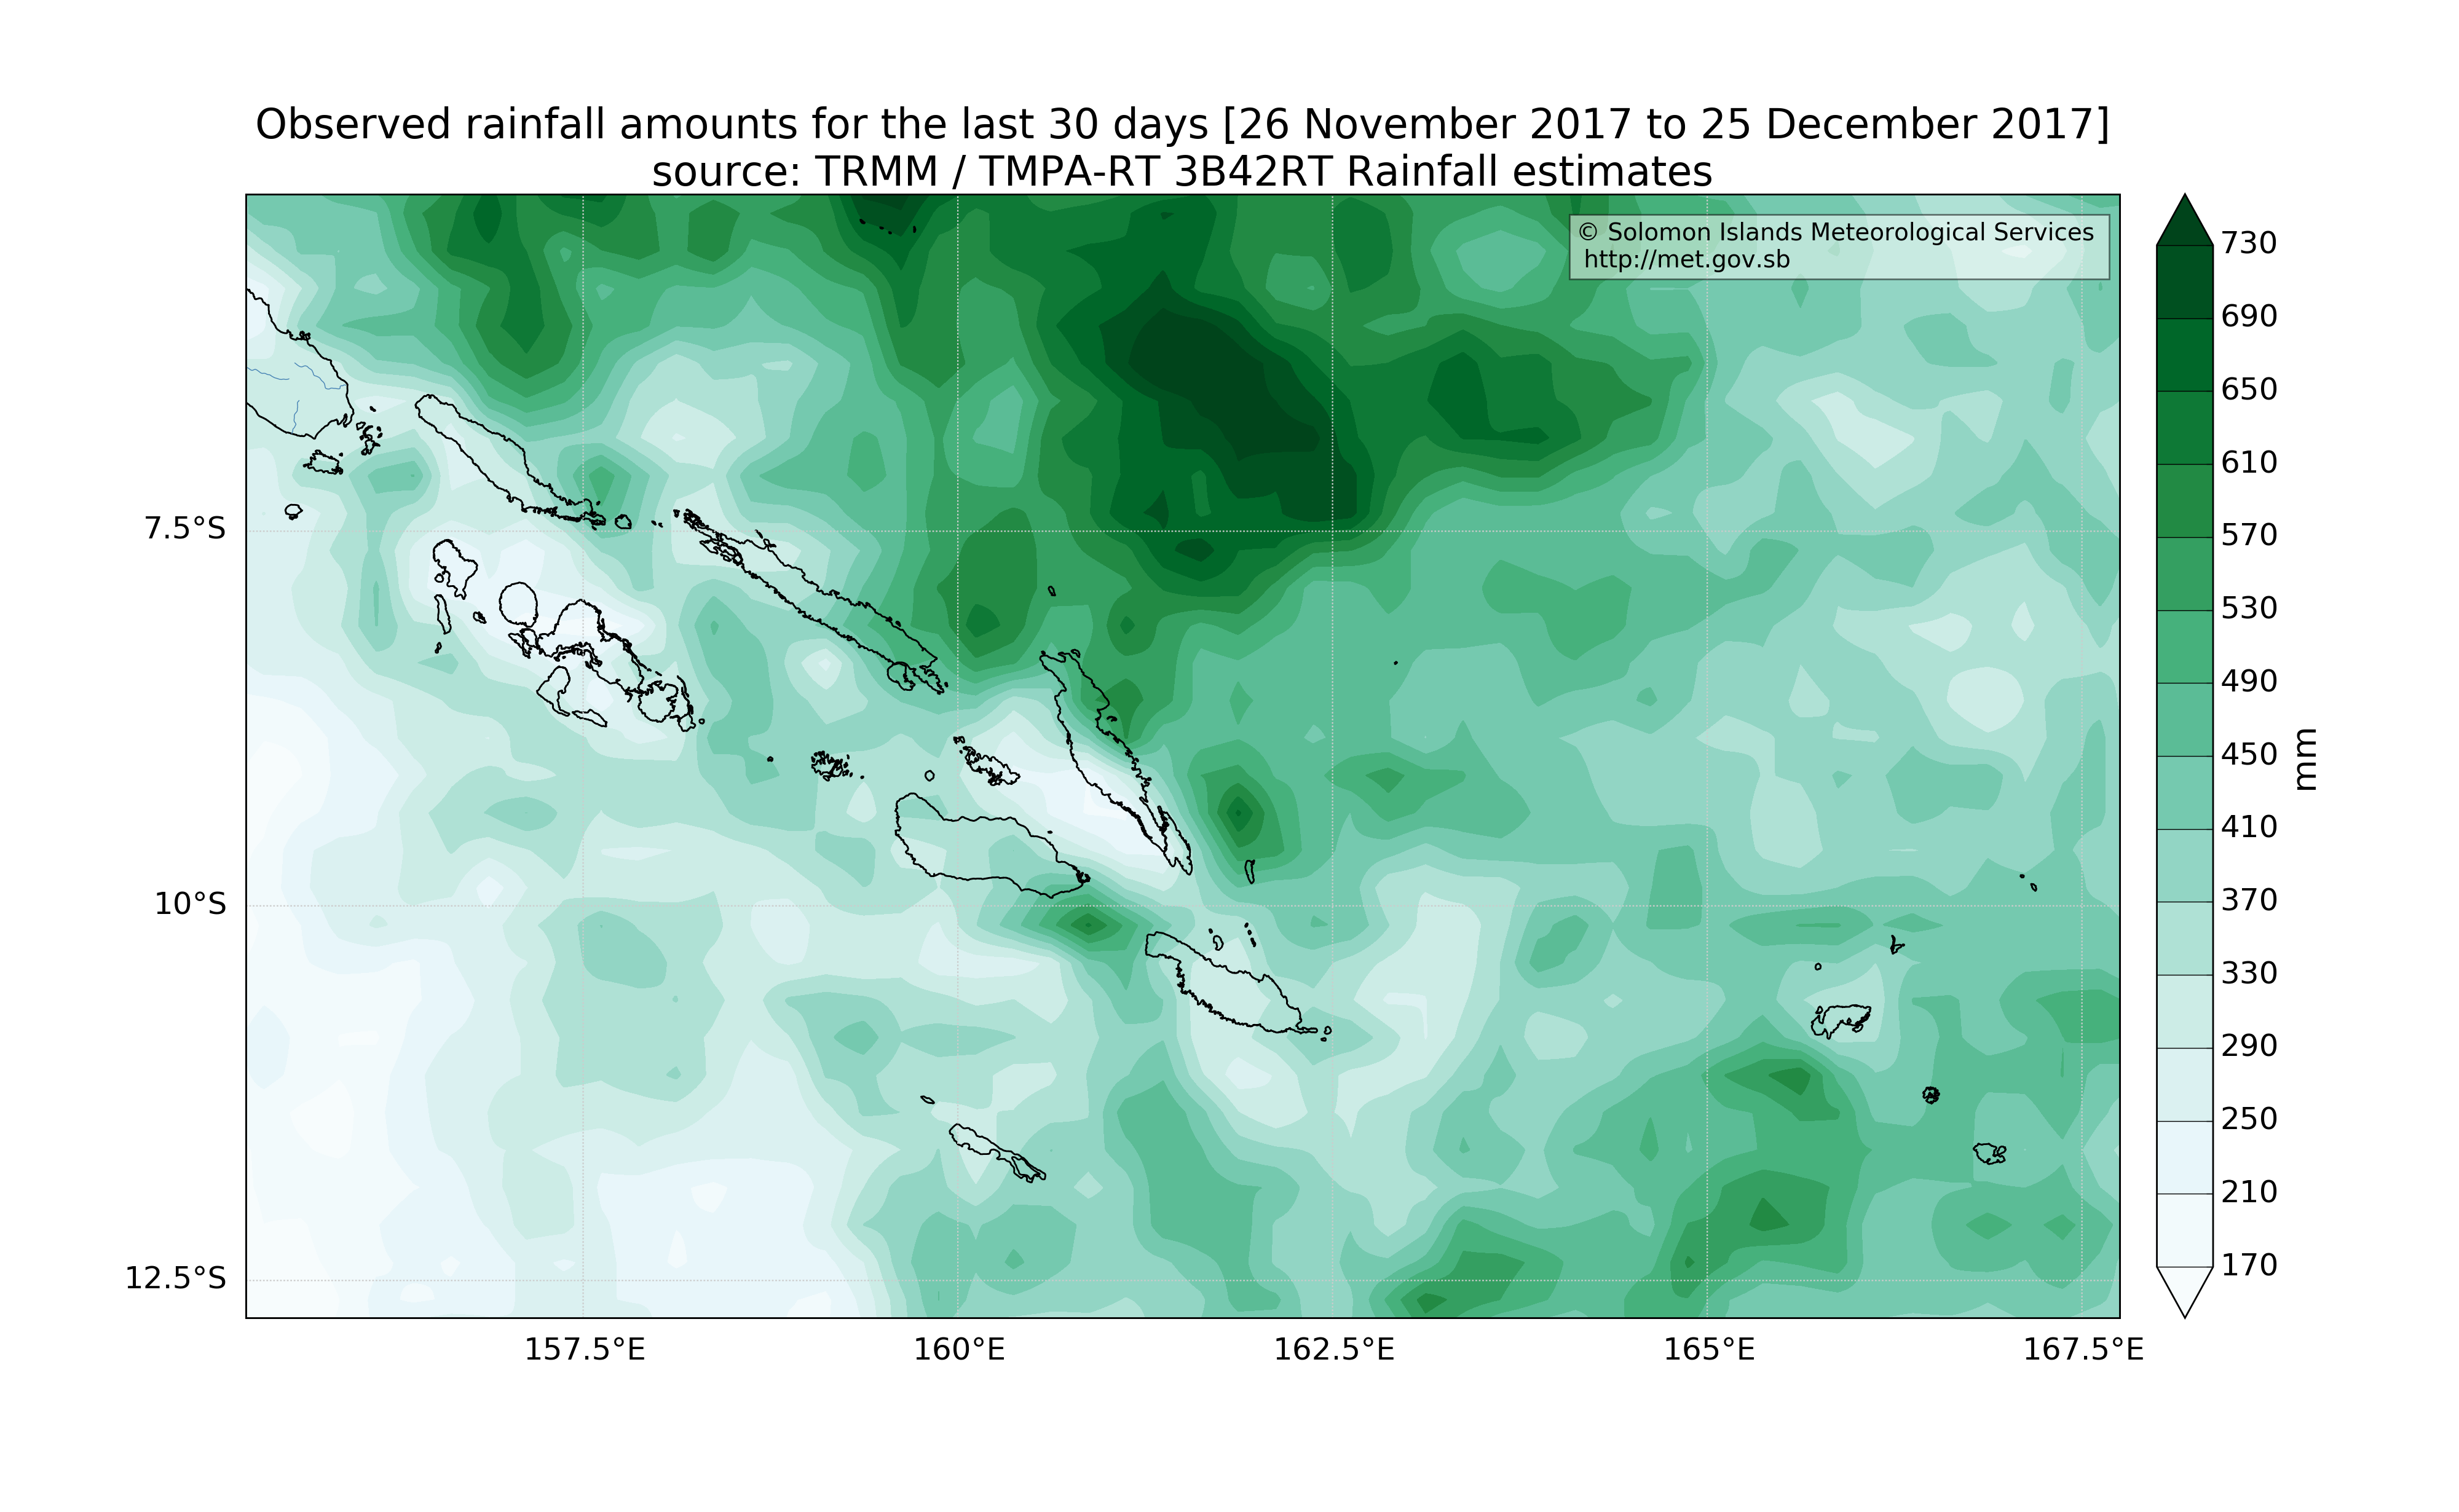 Observed rainfall amounts for the last 30 days [26 November 2017 to 25 December 2017]
source: TRMM / TMPA-RT 3B42RT Rainfall estimates
© Solomon Islands Meteorological Services
http://met.gov.sb
730
690
650
610
570
530
490
450
410
370
330
290
250
210
170
mm
7.5°S
10°S
12.5°S
157.5°E
160°E
162.5°E
165°E
167.5°E